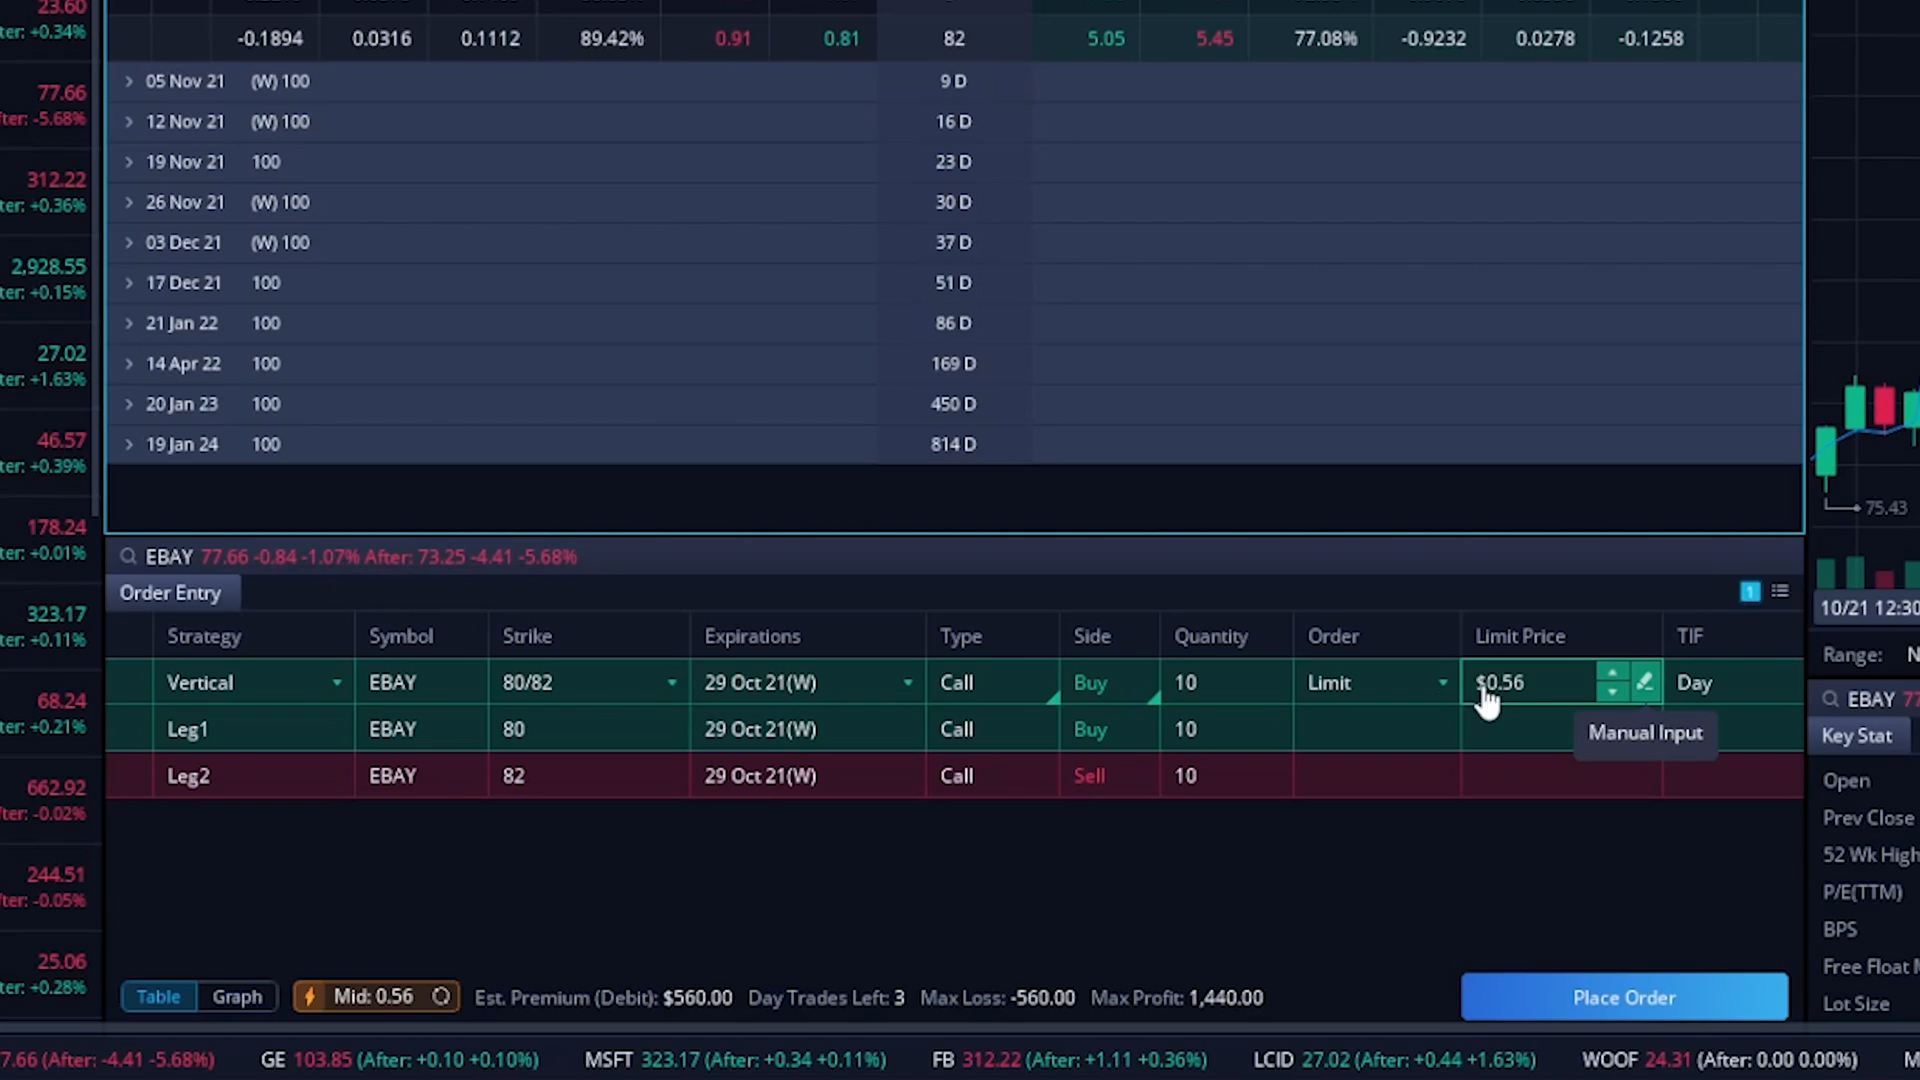 23.60
ter: +0.34%
77.66
fter: -5.68%
312.22
ter: +0.36%
2,928.55
ter: +0.15%
27.02
ter: +1.63%
46.57
ter: +0.39%
178.24
ter: +0.01%
323.17
ter: +0.11%
68.24
ter: +0.21%
662.92
fter: -0.02%
244.51
fter: -0.05%
25.06
ter: +0.28%
-0.1894 0.0316 0.1112 89.42% 0.91 0.81 82 5.05 5.45 77.08% -0.9232 0.0278 -0.1258
05 Nov 21 (W) 100 9 D
12 Nov 21 (W) 100 16 D
19 Nov 21 100 23 D
26 Nov 21 (W) 100 30 D
03 Dec 21 (W) 100 37 D
17 Dec 21 100 51 D
21 Jan 22 100 86 D
14 Apr 22 100 169 D
20 Jan 23 100 450 D
19 Jan 24 100 814 D
EBAY 77.66 -0.84 -1.07% After: 73.25 -4.41 -5.68%
Order Entry 1
Strategy Symbol Strike Expirations Type Side Quantity Order Limit Price TIF
Vertical EBAY 80/82 29 Oct 21(W) Call Buy 10 Limit $0.56 Day
Leg1 EBAY 80 29 Oct 21(W) Call Buy 10
Manual Input
Leg2 EBAY 82 29 Oct 21(W) Call Sell 10
Table Graph Mid: 0.56 Est. Premium (Debit): $560.00 Day Trades Left: 3 Max Loss: -560.00 Max Profit: 1,440.00 Place Order
75.43
10/21 12:30
Range: N
EBAY 77
Key Stat
Open
Prev Close
52 Wk High
P/E(TTM)
BPS
Free Float M
Lot Size
7.66 (After: -4.41 -5.68%) GE 103.85 (After: +0.10 +0.10%) MSFT 323.17 (After: +0.34 +0.11%) FB 312.22 (After: +1.11 +0.36%) LCID 27.02 (After: +0.44 +1.63%) WOOF 24.31 (After: 0.00 0.00%) M